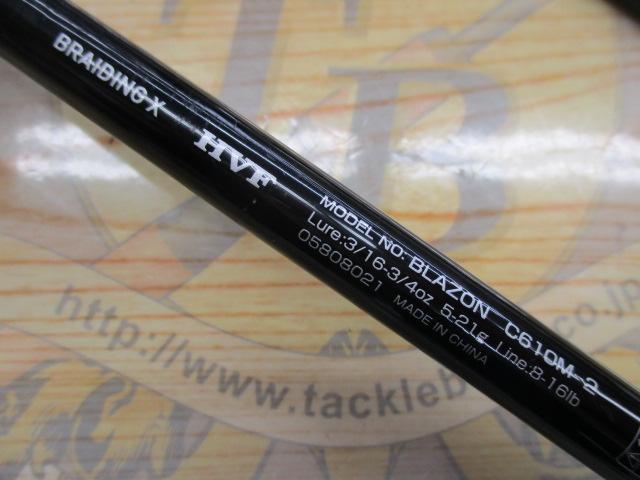 BRAIDING X
HVF
MODEL NO: BLAZON C610M-2
Lure:3/16-3/4oz 5-21g Line:8-16lb
05808021 MADE IN CHINA
TB
http://www.tackleb
co.jp